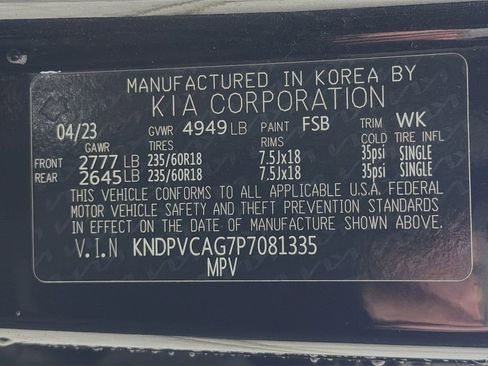 MANUFACTURED IN KOREA BY
KIA CORPORATION
04/23 GVWR 4949 LB PAINT FSB TRIM WK
GAWR TIRES RIMS COLD TIRE INFL
FRONT 2777 LB 235/60R18 7.5Jx18 35psi SINGLE
REAR 2645 LB 235/60R18 7.5Jx18 35psi SINGLE
THIS VEHICLE CONFORMS TO ALL APPLICABLE U.S.A. FEDERAL
MOTOR VEHICLE SAFETY AND THEFT PREVENTION STANDARDS
IN EFFECT ON THE DATE OF MANUFACTURE SHOWN ABOVE.
V.I.N KNDPVCAG7P7081335
MPV